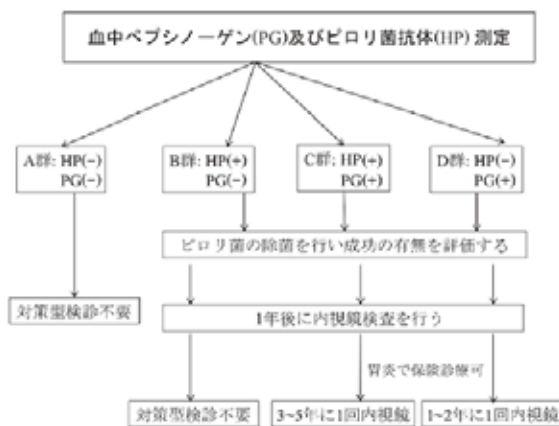 血中ペプシノーゲン(PG)及びピロリ菌抗体(HP) 測定
A群: HP(-)
PG(-)
B群: HP(+)
PG(-)
C群; HP(+)
PG(+)
D群: HP(-)
PG(+)
ピロリ菌の除菌を行い成功の有無を評価する
対策型検診不要
1年後に内視鏡検査を行う
胃炎で保険診療可
対策型検診不要
3~5年に1回内視鏡
1~2年に1回内視鏡